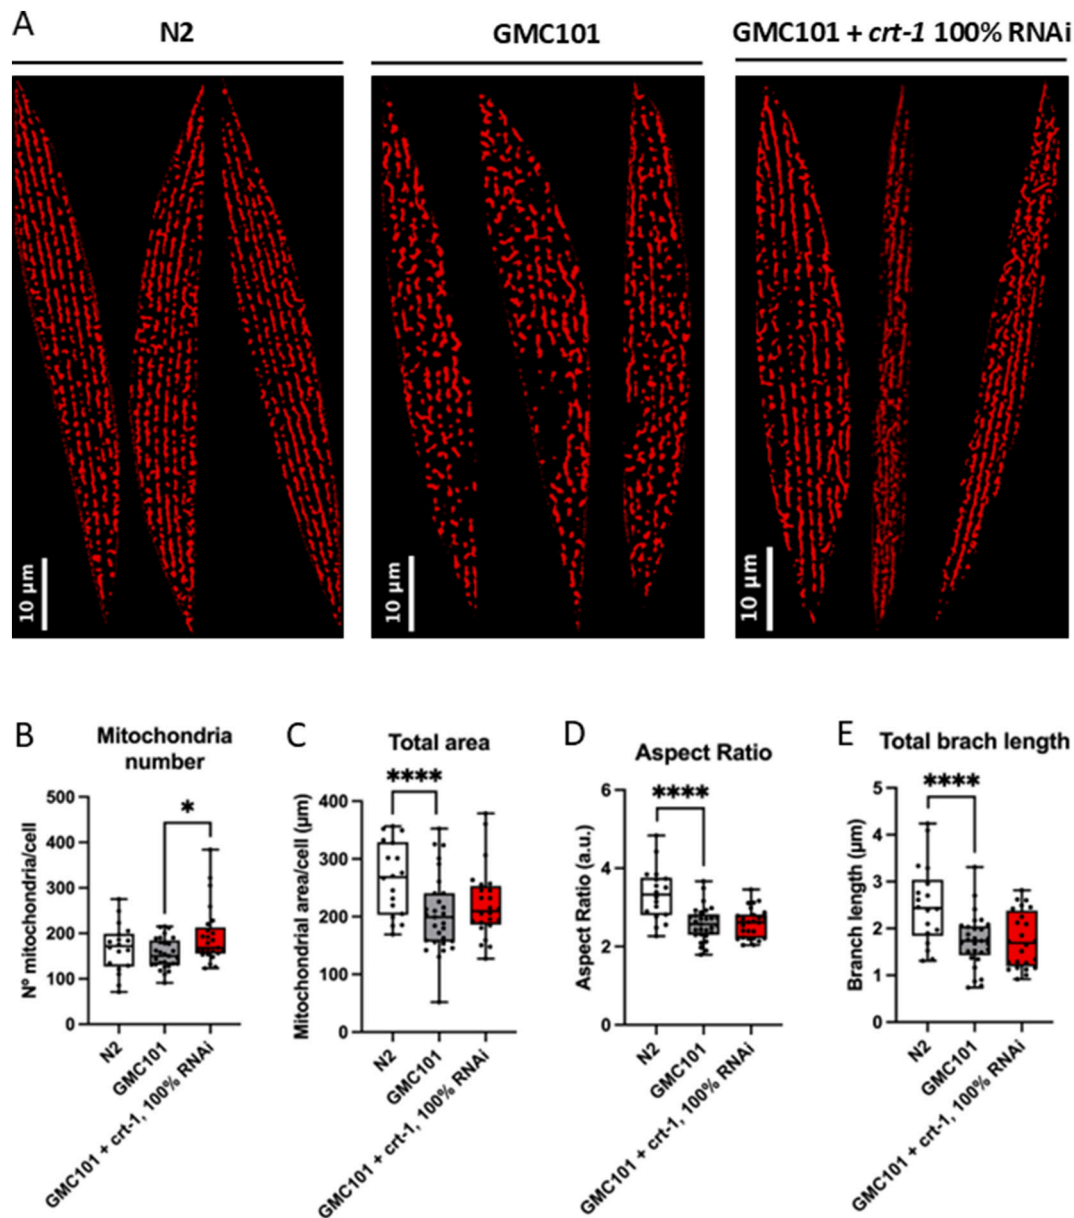 A
N2
GMC101
GMC101 + crt-1 100% RNAi
10 µm
10 µm
10 µm
B
Mitochondria
number
*
Nº mitochondria/cell
500
400
300
200
100
0
N2
GMC101
GMC101 + crt-1, 100% RNAi
C
Total area
****
Mitochondrial area/cell (µm)
400
300
200
100
0
N2
GMC101
GMC101 + crt-1, 100% RNAi
D
Aspect Ratio
****
Aspect Ratio (a.u.)
6
4
2
0
N2
GMC101
GMC101 + crt-1, 100% RNAi
E
Total brach length
****
Branch length (µm)
5
4
3
2
1
0
N2
GMC101
GMC101 + crt-1, 100% RNAi